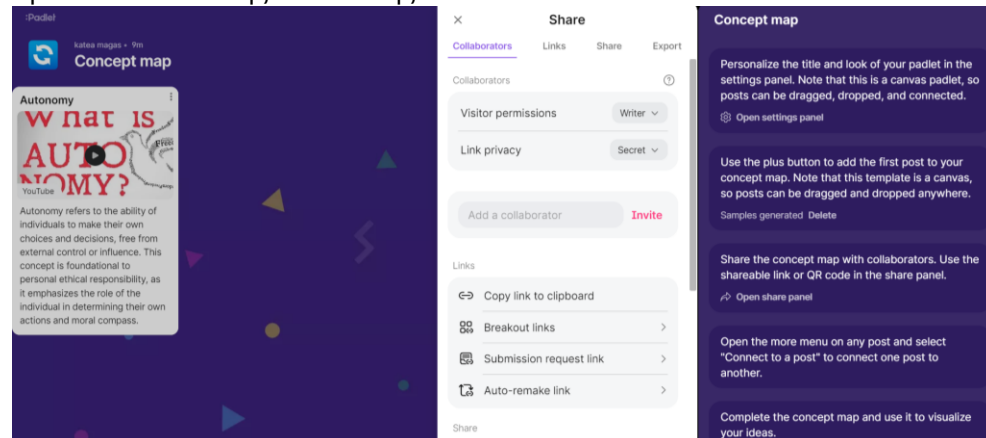 :Padlet
katea magas • 9m
Concept map
Autonomy
What is
AUTO
NOMY?
Free
YouTube
Autonomy refers to the ability of
individuals to make their own
choices and decisions, free from
external control or influence. This
concept is foundational to
personal ethical responsibility, as
it emphasizes the role of the
individual in determining their own
actions and moral compass.
Share
Collaborators Links Share Export
Collaborators
Visitor permissions Writer
Link privacy Secret
Add a collaborator Invite
Links
Copy link to clipboard
Breakout links
Submission request link
Auto-remake link
Share
Concept map
Personalize the title and look of your padlet in the
settings panel. Note that this is a canvas padlet, so
posts can be dragged, dropped, and connected.
Open settings panel
Use the plus button to add the first post to your
concept map. Note that this template is a canvas,
so posts can be dragged and dropped anywhere.
Samples generated Delete
Share the concept map with collaborators. Use the
shareable link or QR code in the share panel.
Open share panel
Open the more menu on any post and select
"Connect to a post" to connect one post to
another.
Complete the concept map and use it to visualize
your ideas.